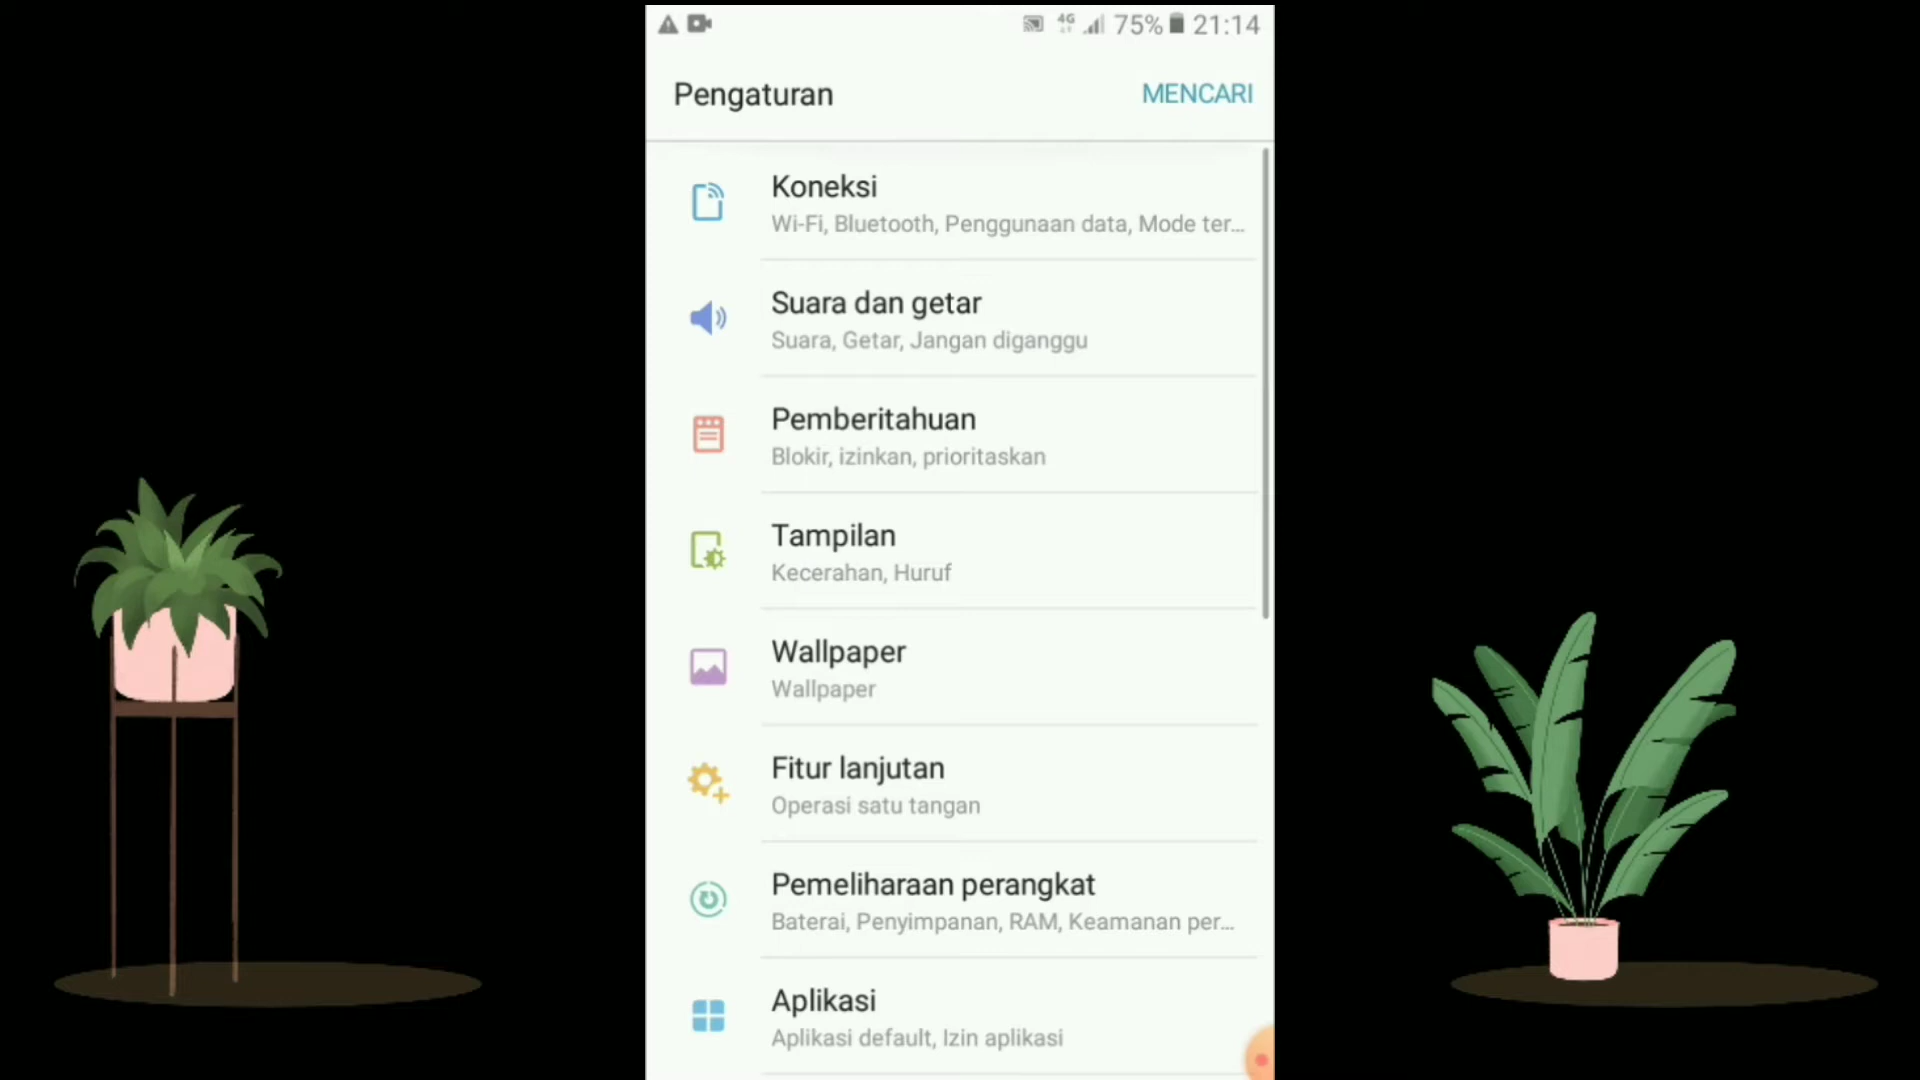 4G 75% 21:14
Pengaturan MENCARI
Koneksi
Wi-Fi, Bluetooth, Penggunaan data, Mode ter...
Suara dan getar
Suara, Getar, Jangan diganggu
Pemberitahuan
Blokir, izinkan, prioritaskan
Tampilan
Kecerahan, Huruf
Wallpaper
Wallpaper
Fitur lanjutan
Operasi satu tangan
Pemeliharaan perangkat
Baterai, Penyimpanan, RAM, Keamanan per...
Aplikasi
Aplikasi default, Izin aplikasi